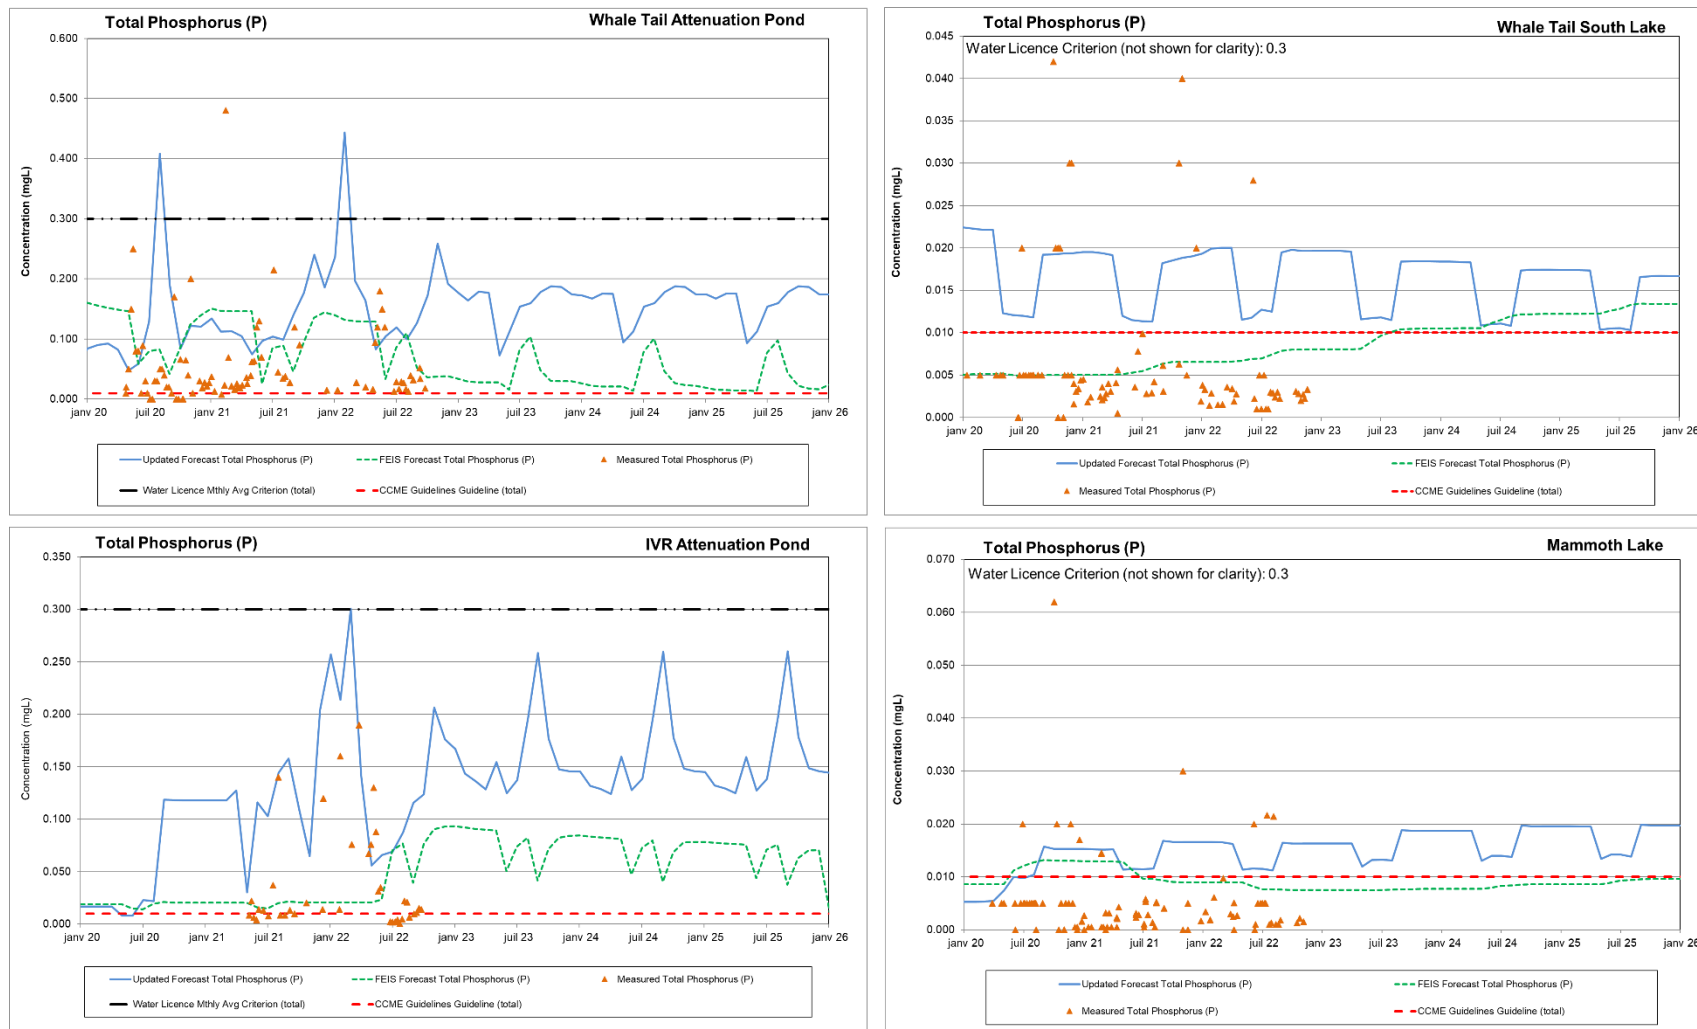 Total Phosphorus (P)
Whale Tail Attenuation Pond
0.600
0.500
0.400
0.300
0.200
0.100
0.000
Concentration (mgL)
janv 20 juil 20 janv 21 juil 21 janv 22 juil 22 janv 23 juil 23 janv 24 juil 24 janv 25 juil 25 janv 26
Updated Forecast Total Phosphorus (P) FEIS Forecast Total Phosphorus (P) Measured Total Phosphorus (P)
Water Licence Mthly Avg Criterion (total) CCME Guidelines Guideline (total)
Total Phosphorus (P)
Whale Tail South Lake
Water Licence Criterion (not shown for clarity): 0.3
0.045
0.040
0.035
0.030
0.025
0.020
0.015
0.010
0.005
0.000
Concentration (mgL)
janv 20 juil 20 janv 21 juil 21 janv 22 juil 22 janv 23 juil 23 janv 24 juil 24 janv 25 juil 25 janv 26
Updated Forecast Total Phosphorus (P) FEIS Forecast Total Phosphorus (P)
Measured Total Phosphorus (P) CCME Guidelines Guideline (total)
Total Phosphorus (P)
IVR Attenuation Pond
0.350
0.300
0.250
0.200
0.150
0.100
0.050
0.000
Concentration (mgL)
janv 20 juil 20 janv 21 juil 21 janv 22 juil 22 janv 23 juil 23 janv 24 juil 24 janv 25 juil 25 janv 26
Updated Forecast Total Phosphorus (P) FEIS Forecast Total Phosphorus (P) Measured Total Phosphorus (P)
Water Licence Mthly Avg Criterion (total) CCME Guidelines Guideline (total)
Total Phosphorus (P)
Mammoth Lake
Water Licence Criterion (not shown for clarity): 0.3
0.070
0.060
0.050
0.040
0.030
0.020
0.010
0.000
Concentration (mgL)
janv 20 juil 20 janv 21 juil 21 janv 22 juil 22 janv 23 juil 23 janv 24 juil 24 janv 25 juil 25 janv 26
Updated Forecast Total Phosphorus (P) FEIS Forecast Total Phosphorus (P)
Measured Total Phosphorus (P) CCME Guidelines Guideline (total)